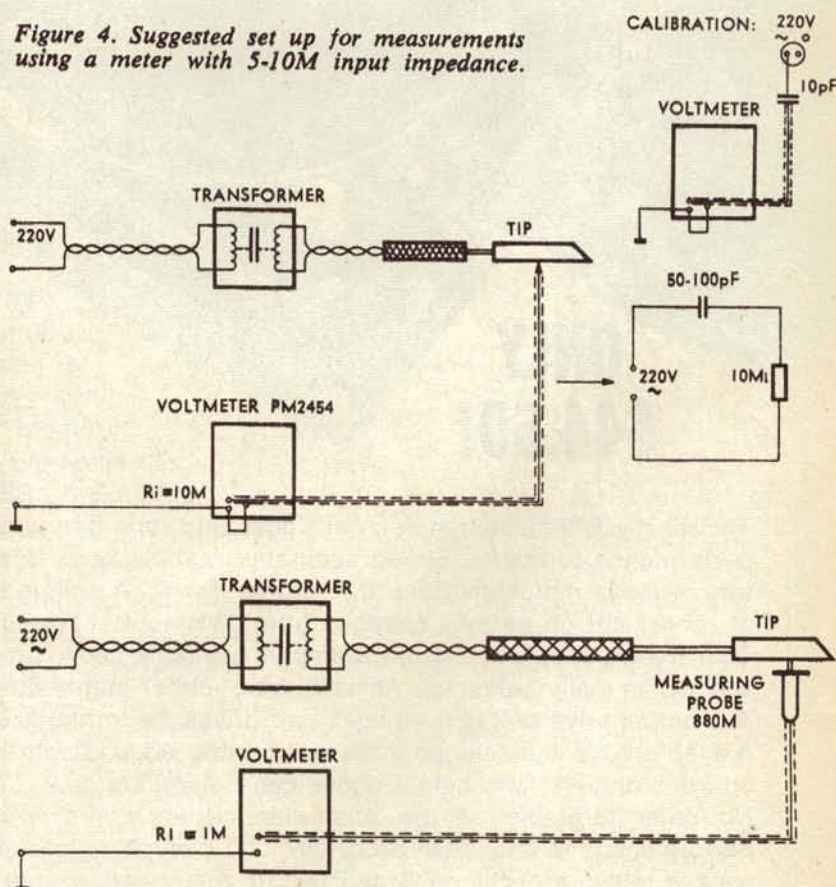 Figure 4. Suggested set up for measurements
using a meter with 5-10M input impedance.
CALIBRATION: 220V
~
10pF
VOLTMETER
TRANSFORMER
220V
TIP
50-100pF
220V
~
10Mi
VOLTMETER PM2454
Ri=10M
TRANSFORMER
220V
~
TIP
MEASURING
PROBE
880M
VOLTMETER
Ri = 1M